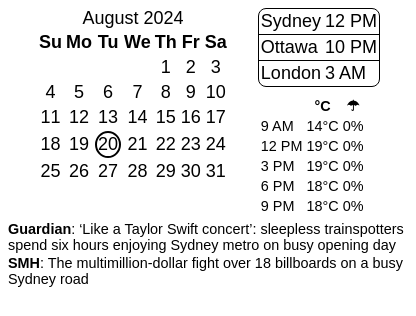 August 2024
Su Mo Tu We Th Fr Sa
1 2 3
4 5 6 7 8 9 10
11 12 13 14 15 16 17
18 19 20 21 22 23 24
25 26 27 28 29 30 31
Sydney 12 PM
Ottawa 10 PM
London 3 AM
°C ☂
9 AM 14°C 0%
12 PM 19°C 0%
3 PM 19°C 0%
6 PM 18°C 0%
9 PM 18°C 0%
Guardian: ‘Like a Taylor Swift concert’: sleepless trainspotters
spend six hours enjoying Sydney metro on busy opening day
SMH: The multimillion-dollar fight over 18 billboards on a busy
Sydney road